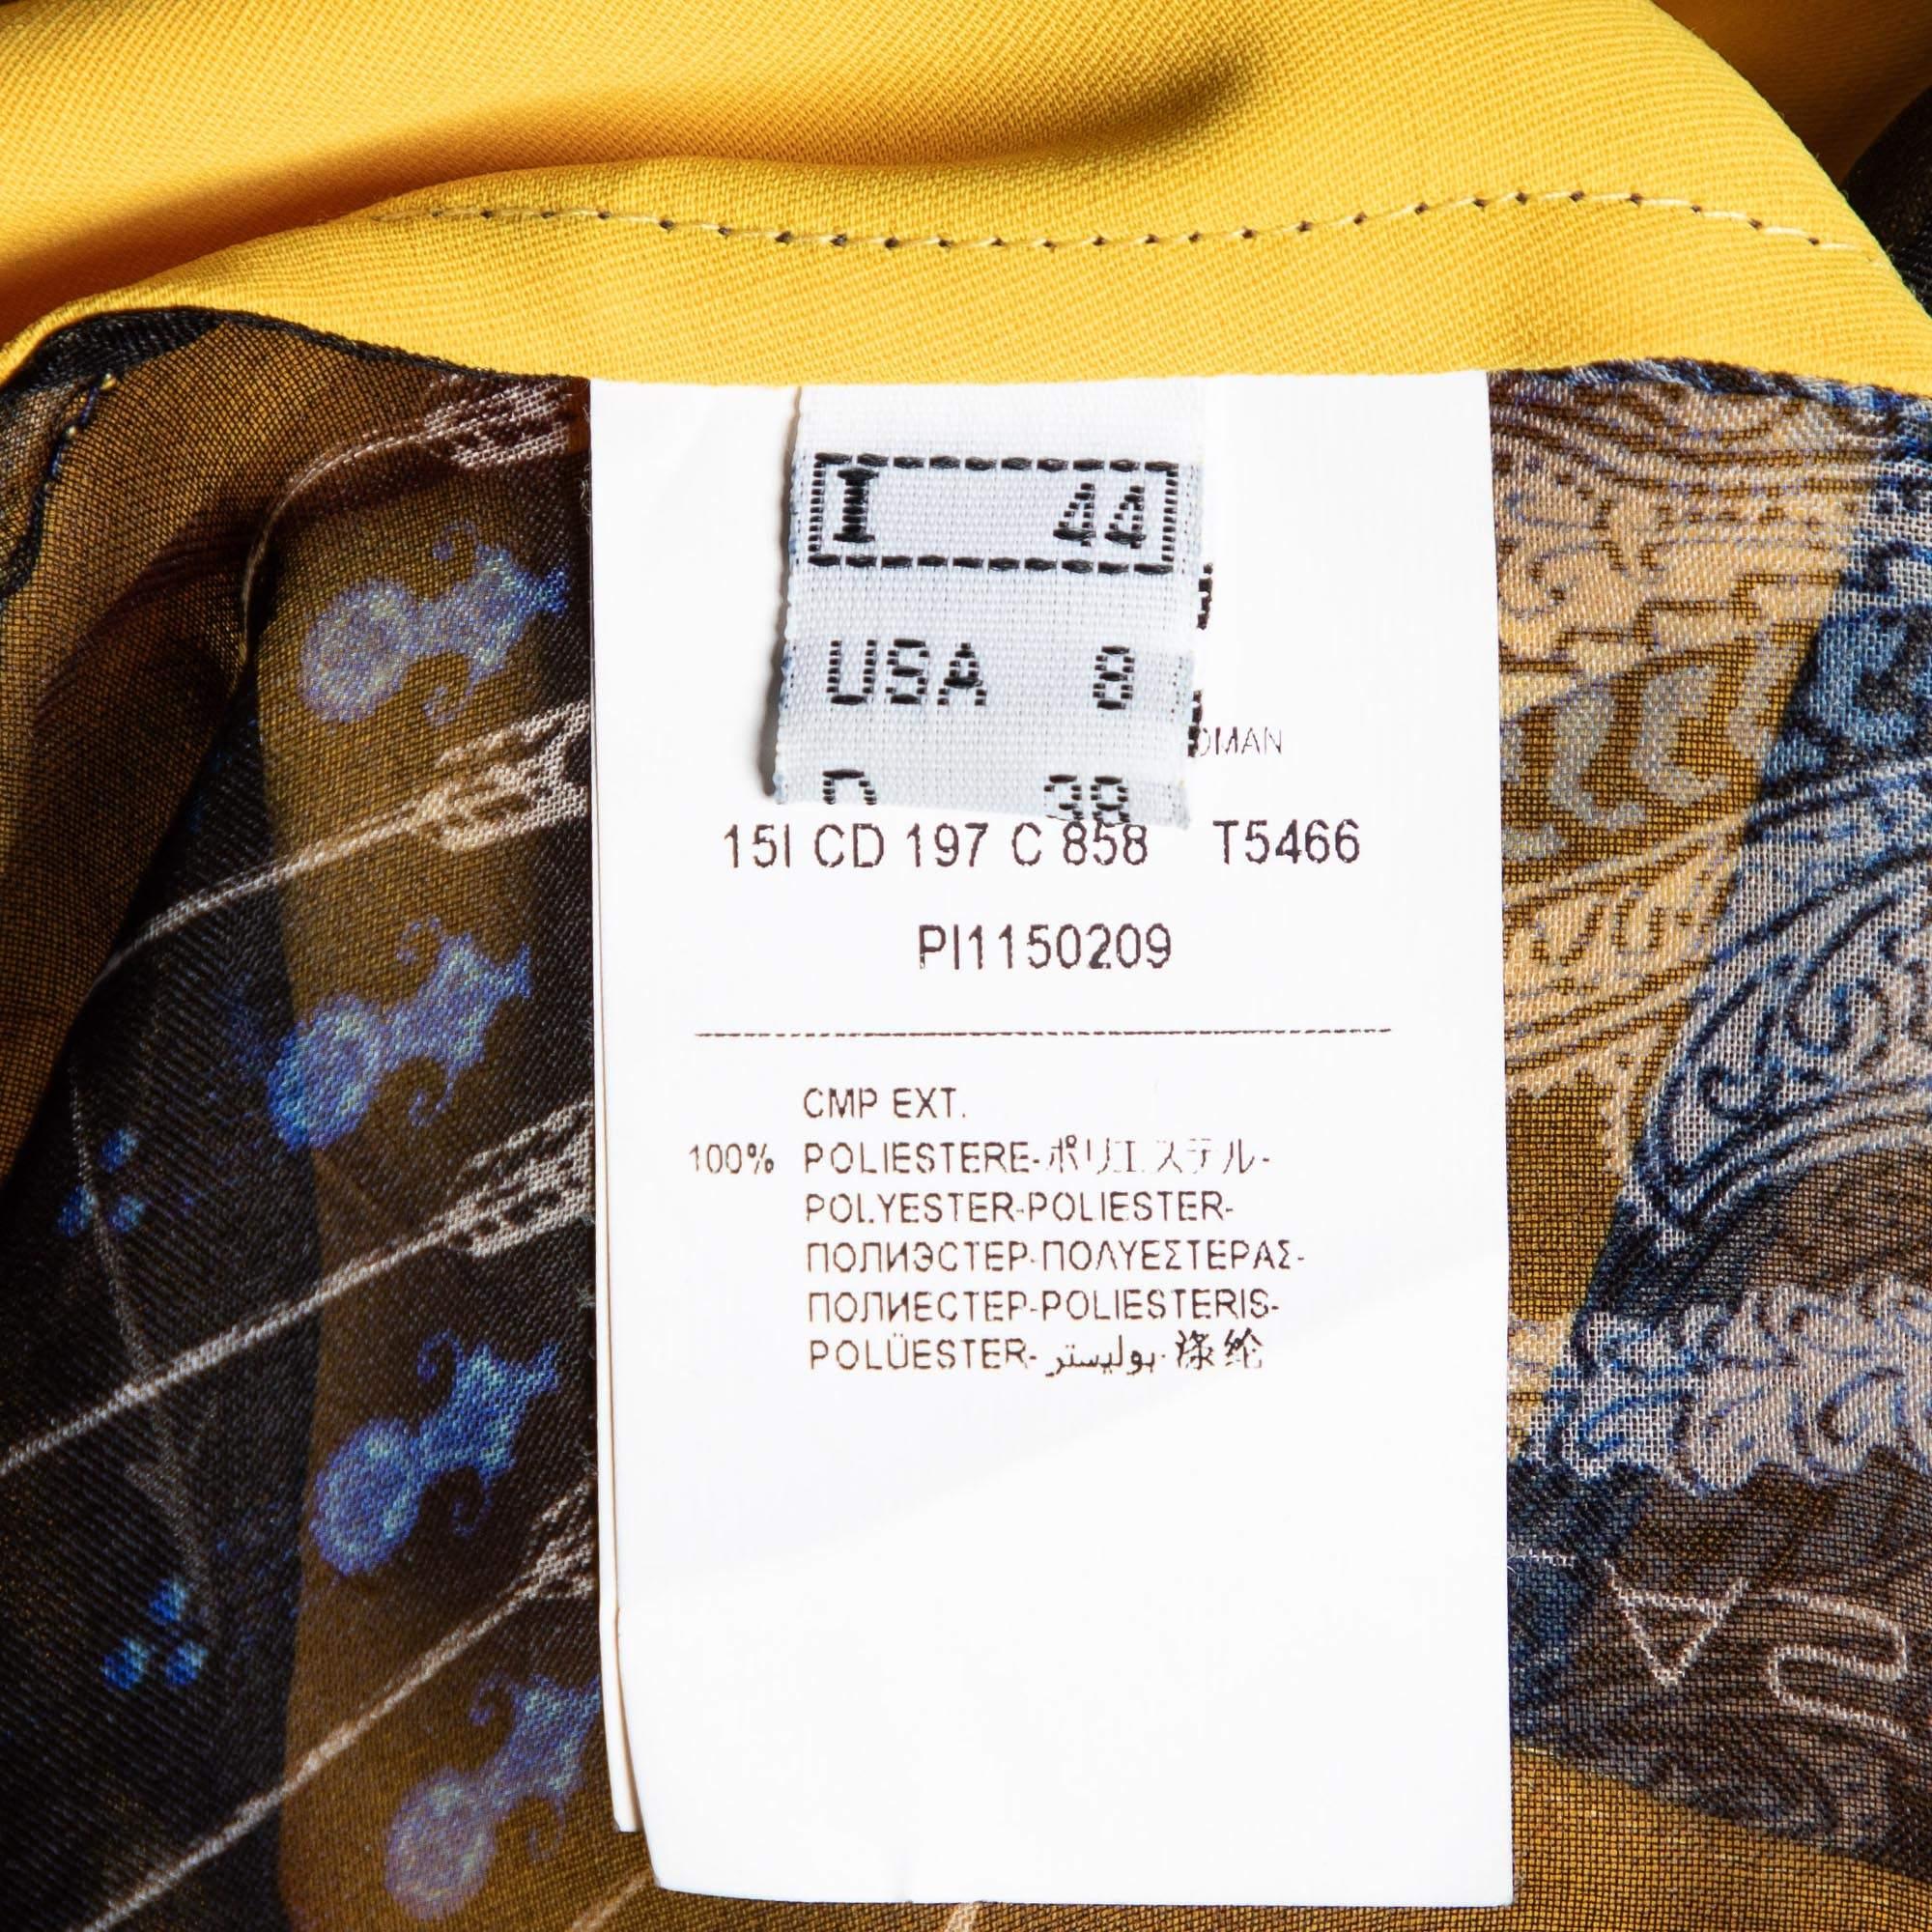 I 44
USA 8
D 38
15I CD 197 C 858 T5466
PI1150209
CMP EXT.
100% POLIESTERE-ポリエステル-
POLYESTER-POLIESTER-
ПОЛИЭСТЕР-ΠΟΛΥΕΣΤΕΡΑΣ-
ПОЛИЕСТЕР-POLIESTERIS-
POLÜESTER-بوليستر-涤纶